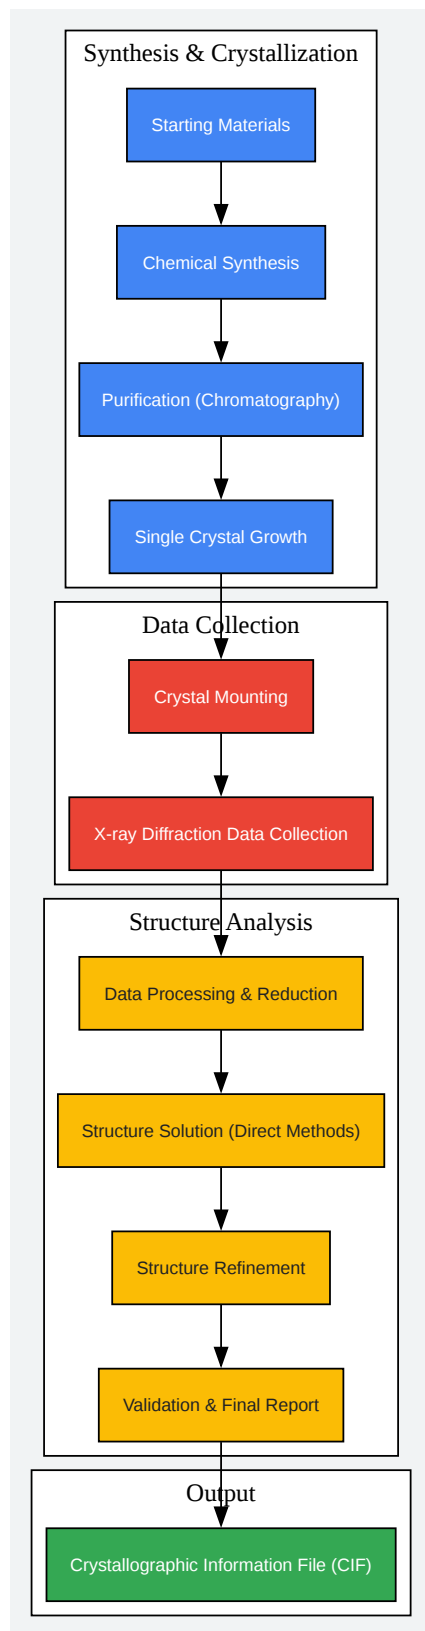 Synthesis & Crystallization
Starting Materials
Chemical Synthesis
Purification (Chromatography)
Single Crystal Growth
Data Collection
Crystal Mounting
X-ray Diffraction Data Collection
Structure Analysis
Data Processing & Reduction
Structure Solution (Direct Methods)
Structure Refinement
Validation & Final Report
Output
Crystallographic Information File (CIF)